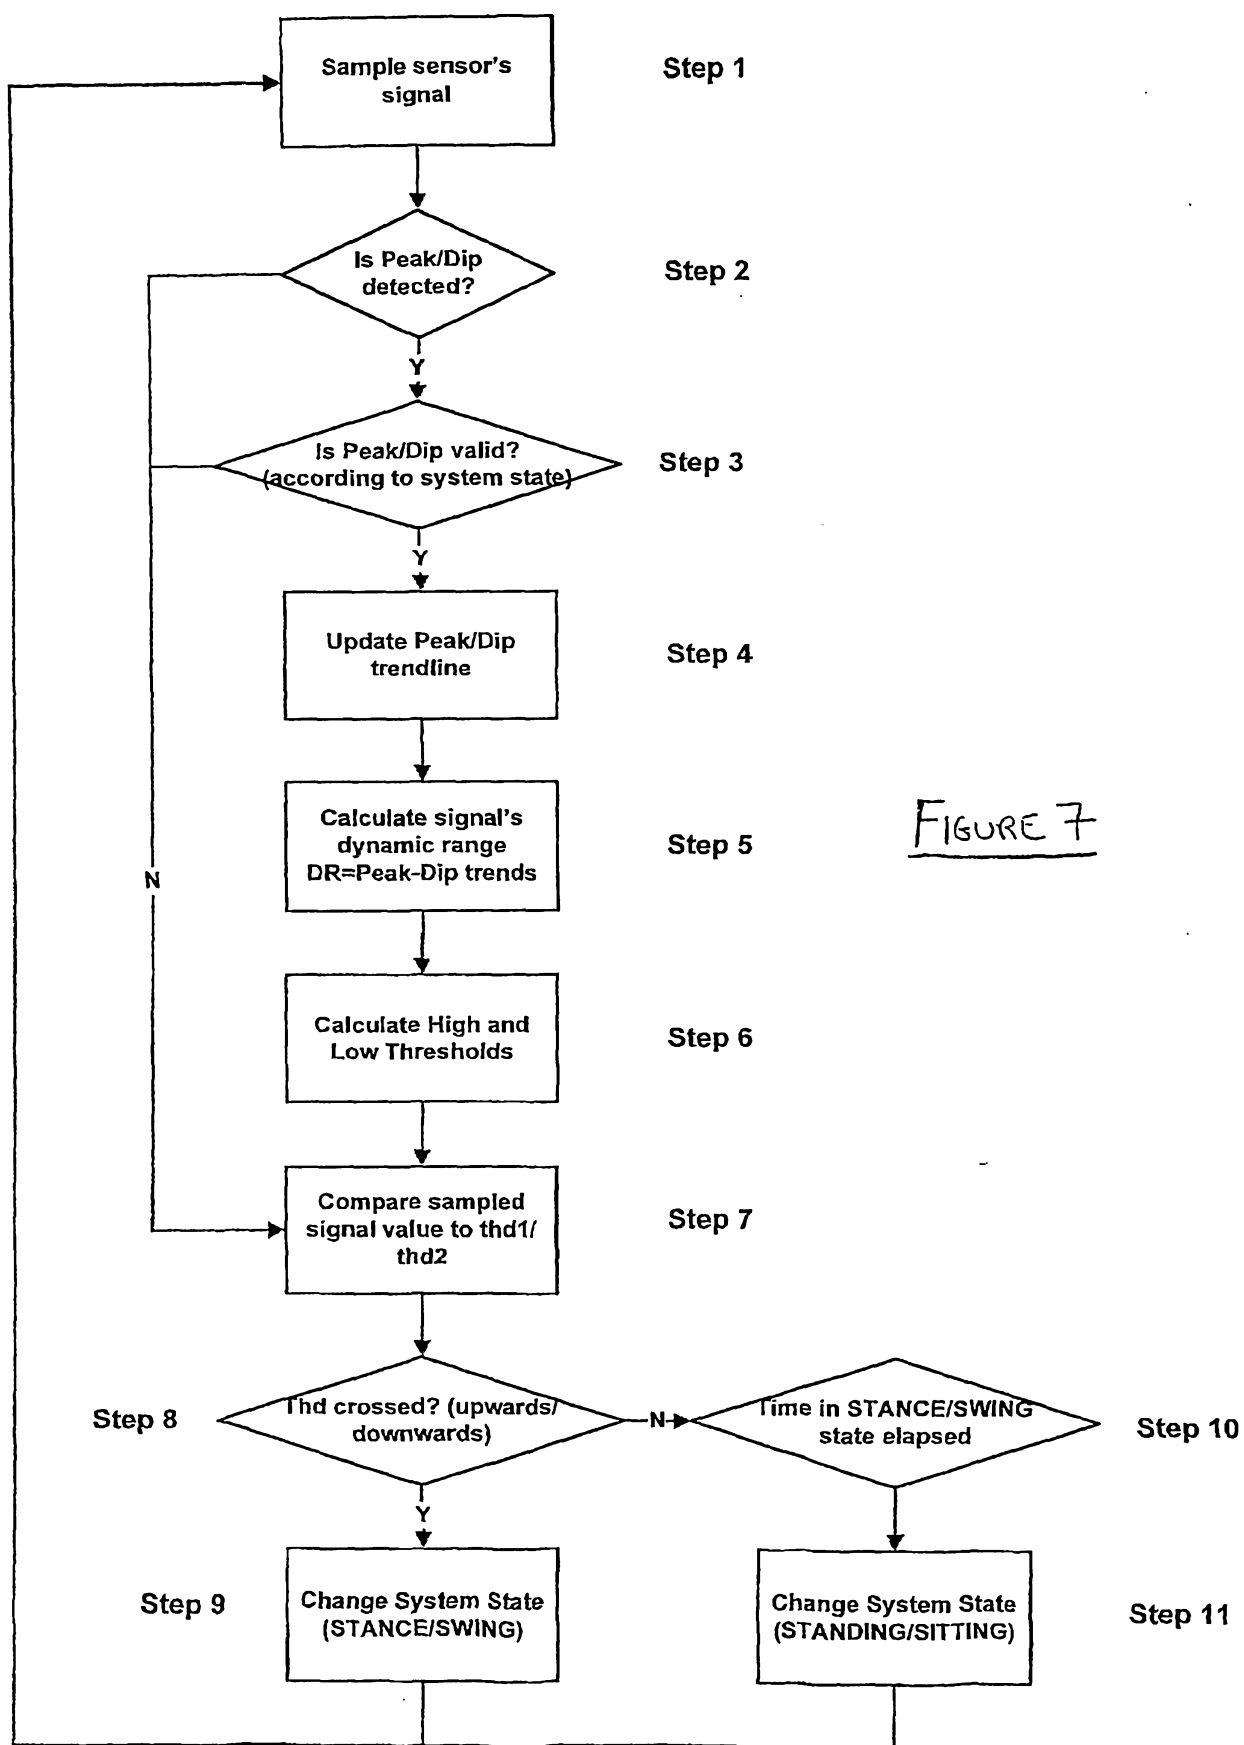 Sample sensor's
signal
Step 1
Is Peak/Dip
detected?
Step 2
Y
Is Peak/Dip valid?
(according to system state)
Step 3
Y
Update Peak/Dip
trendline
Step 4
Calculate signal's
dynamic range
DR=Peak-Dip trends
Step 5
FIGURE 7
N
Calculate High and
Low Thresholds
Step 6
Compare sampled
signal value to thd1/
thd2
Step 7
Step 8
Thd crossed? (upwards/
downwards)
N
Time in STANCE/SWING
state elapsed
Step 10
Y
Step 9
Change System State
(STANCE/SWING)
Change System State
(STANDING/SITTING)
Step 11